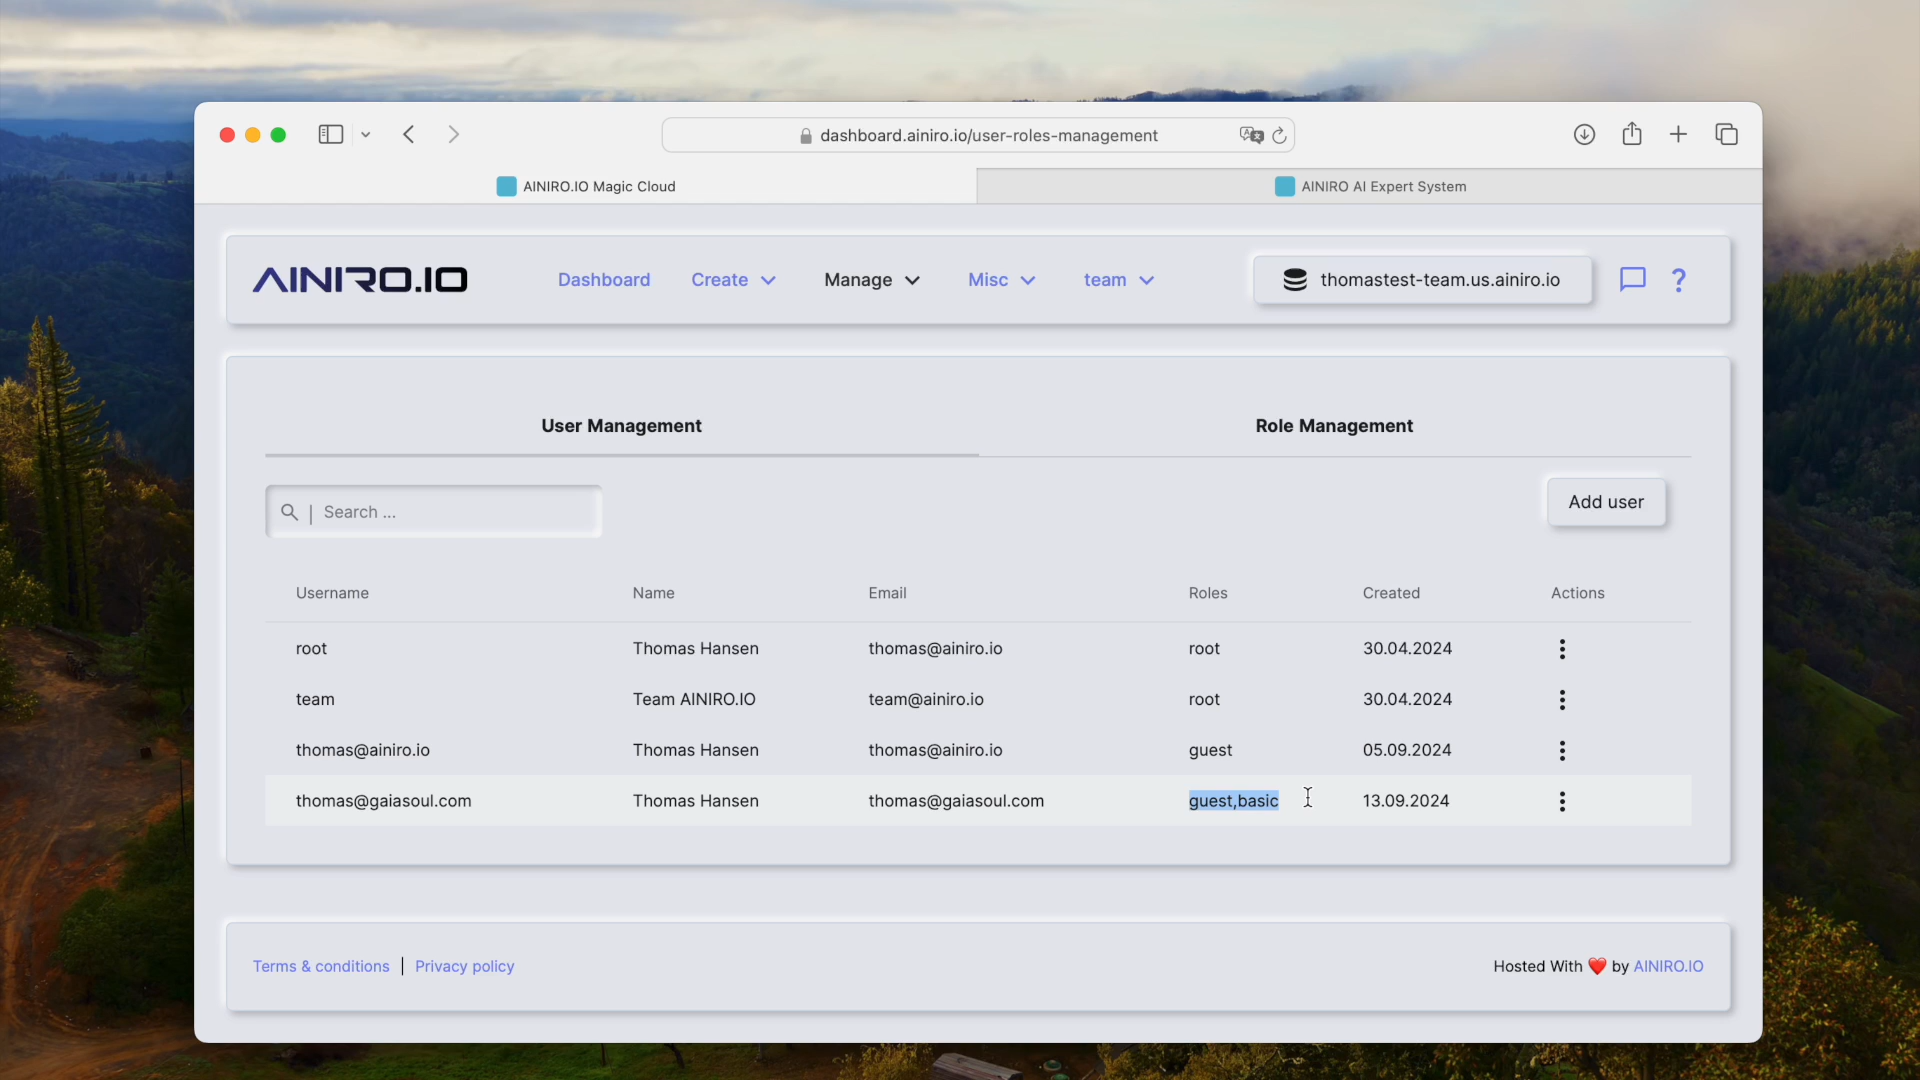 dashboard.ainiro.io/user-roles-management
AINIRO.IO Magic Cloud
AINIRO AI Expert System
AINIRO.IO
Dashboard
Create
Manage
Misc
team
thomastest-team.us.ainiro.io
?
User Management
Role Management
| Search ...
Add user
Username Name Email Roles Created Actions
root Thomas Hansen thomas@ainiro.io root 30.04.2024
team Team AINIRO.IO team@ainiro.io root 30.04.2024
thomas@ainiro.io Thomas Hansen thomas@ainiro.io guest 05.09.2024
thomas@gaiasoul.com Thomas Hansen thomas@gaiasoul.com guest,basic 13.09.2024
Terms & conditions | Privacy policy
Hosted With ❤️ by AINIRO.IO